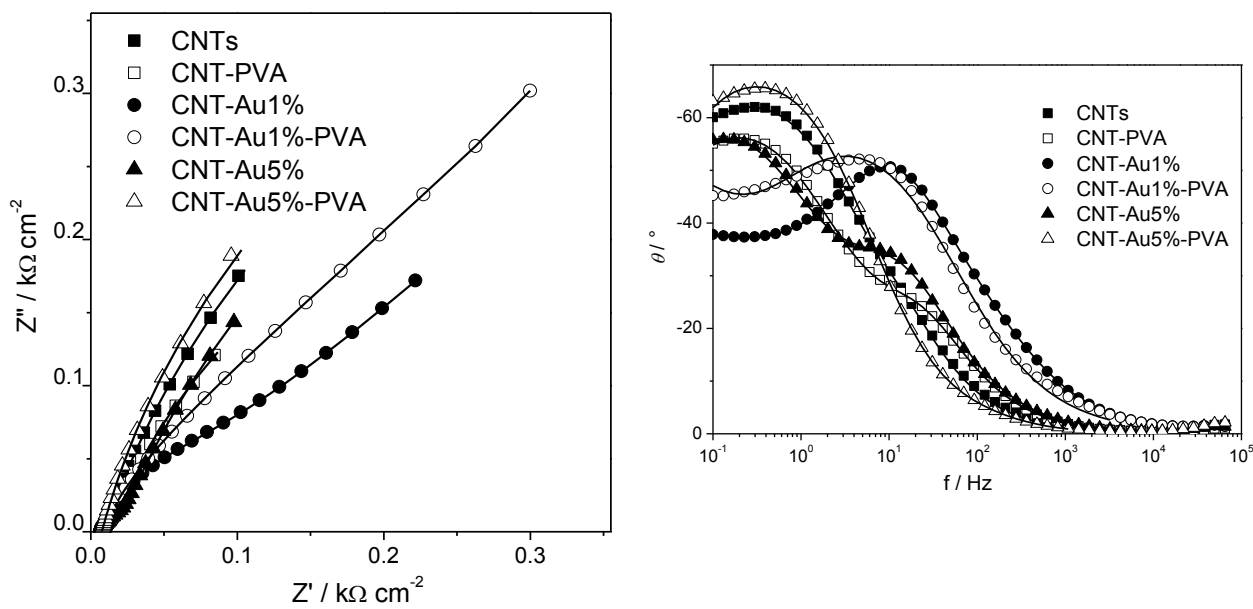 CNTs
CNT-PVA
CNT-Au1%
CNT-Au1%-PVA
CNT-Au5%
CNT-Au5%-PVA
0.3
0.2
0.1
0.0
Z'' / kΩ cm-2
0.0 0.1 0.2 0.3
Z' / kΩ cm-2
CNTs
CNT-PVA
CNT-Au1%
CNT-Au1%-PVA
CNT-Au5%
CNT-Au5%-PVA
-60
-40
-20
0
θ / °
10-1 100 101 102 103 104 105
f / Hz